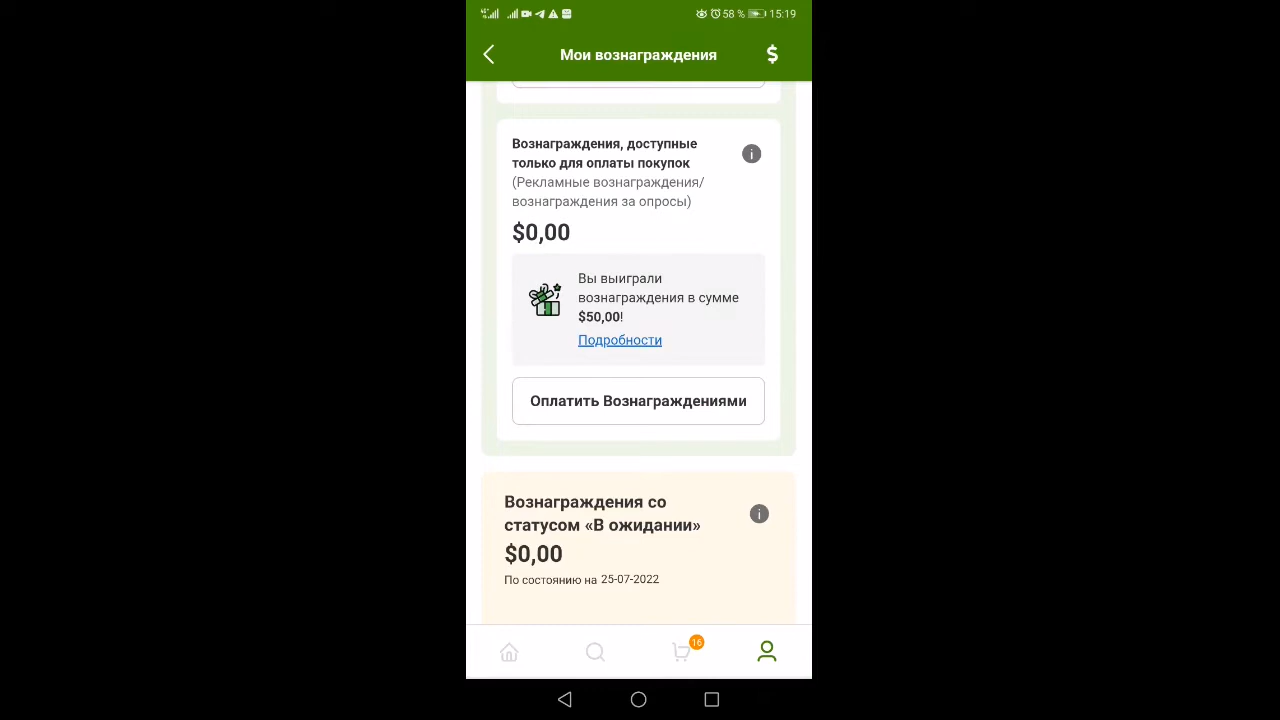 58 % 15:19
Мои вознаграждения
Вознаграждения, доступные
только для оплаты покупок
(Рекламные вознаграждения/
вознаграждения за опросы)
$0,00
Вы выиграли
вознаграждения в сумме
$50,00!
Подробности
Оплатить Вознаграждениями
Вознаграждения со
статусом «В ожидании»
$0,00
По состоянию на 25-07-2022
16